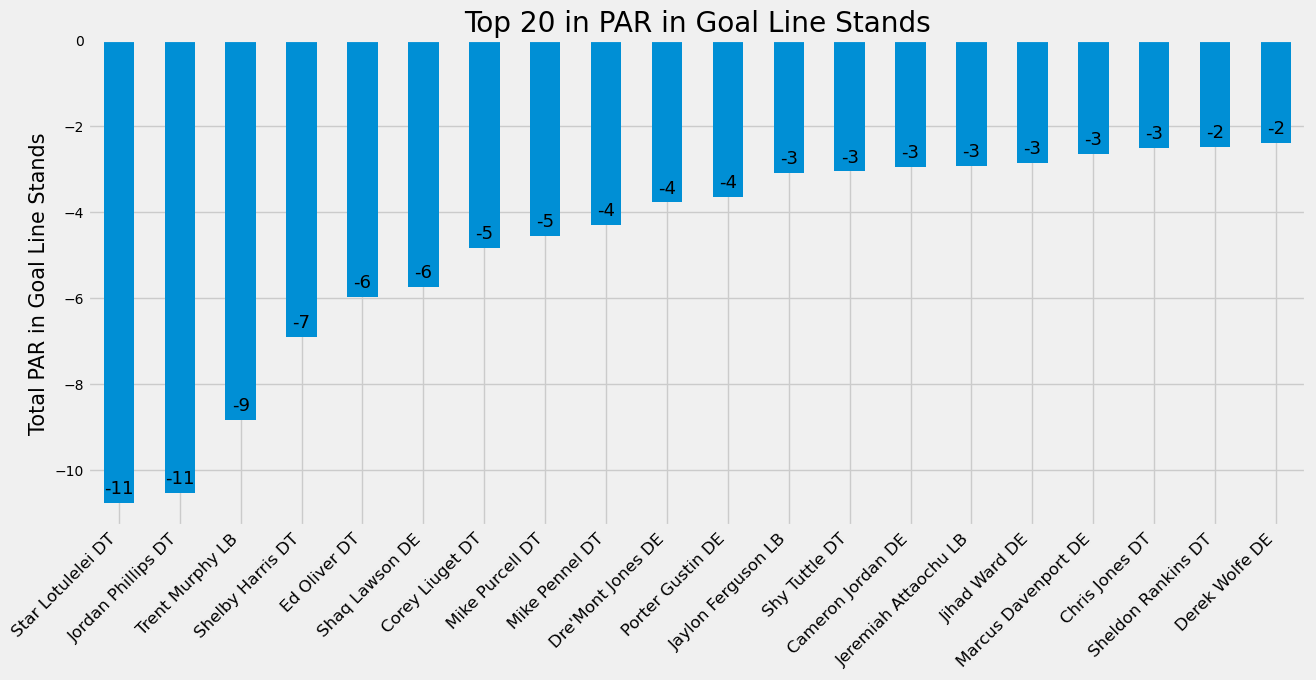 Top 20 in PAR in Goal Line Stands
Total PAR in Goal Line Stands
0
−2
−4
−6
−8
−10
-11
-11
-9
-7
-6
-6
-5
-5
-4
-4
-4
-3
-3
-3
-3
-3
-3
-3
-2
-2
Star Lotulelei DT
Jordan Phillips DT
Trent Murphy LB
Shelby Harris DT
Ed Oliver DT
Shaq Lawson DE
Corey Liuget DT
Mike Purcell DT
Mike Pennel DT
Dre'Mont Jones DE
Porter Gustin DE
Jaylon Ferguson LB
Shy Tuttle DT
Cameron Jordan DE
Jeremiah Attaochu LB
Jihad Ward DE
Marcus Davenport DE
Chris Jones DT
Sheldon Rankins DT
Derek Wolfe DE